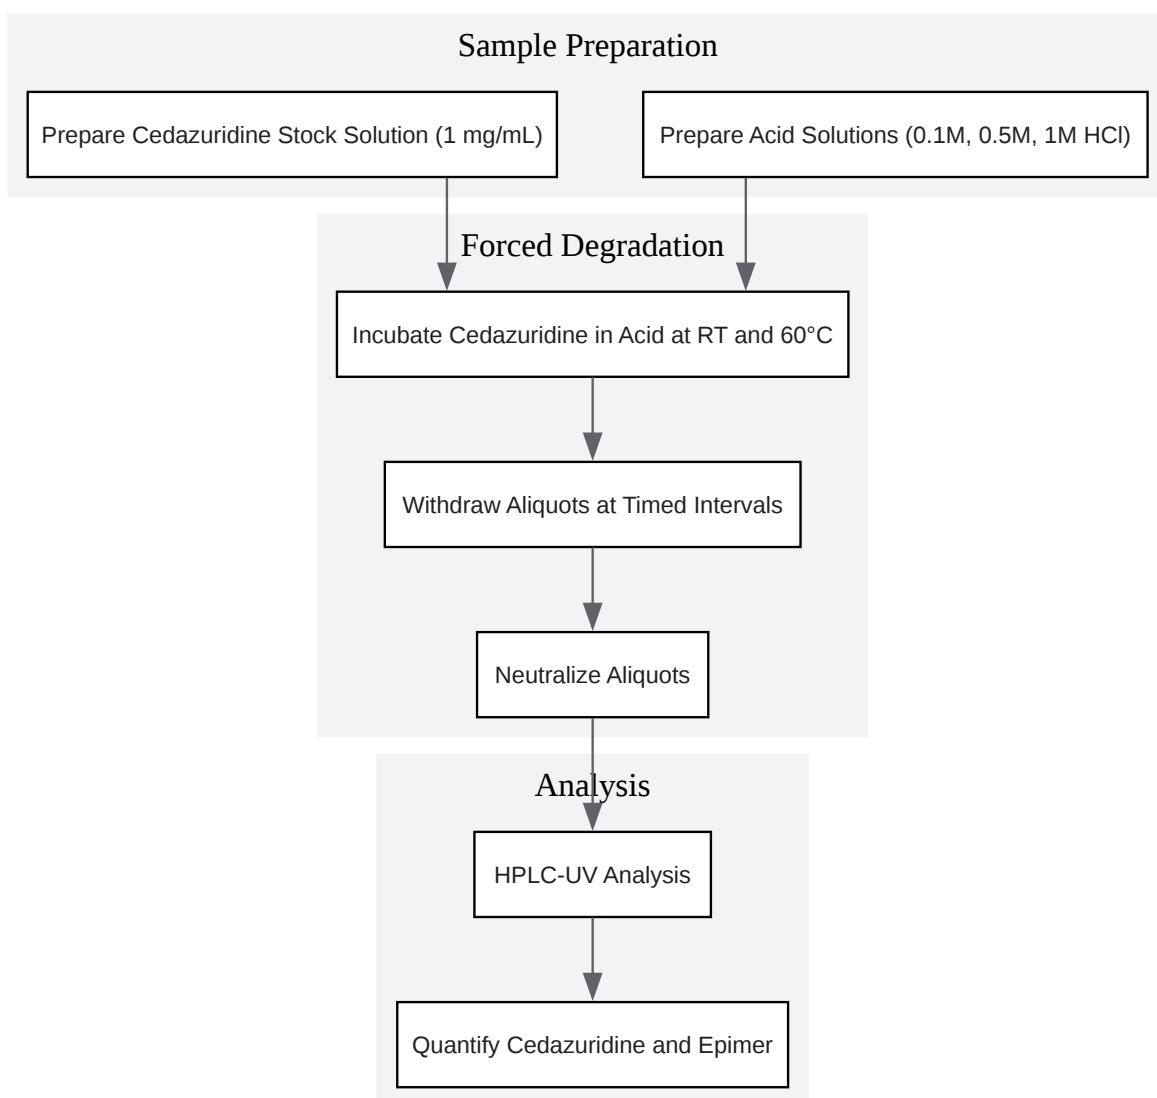 Sample Preparation
Prepare Cedazuridine Stock Solution (1 mg/mL)
Prepare Acid Solutions (0.1M, 0.5M, 1M HCl)
Forced Degradation
Incubate Cedazuridine in Acid at RT and 60°C
Withdraw Aliquots at Timed Intervals
Neutralize Aliquots
Analysis
HPLC-UV Analysis
Quantify Cedazuridine and Epimer